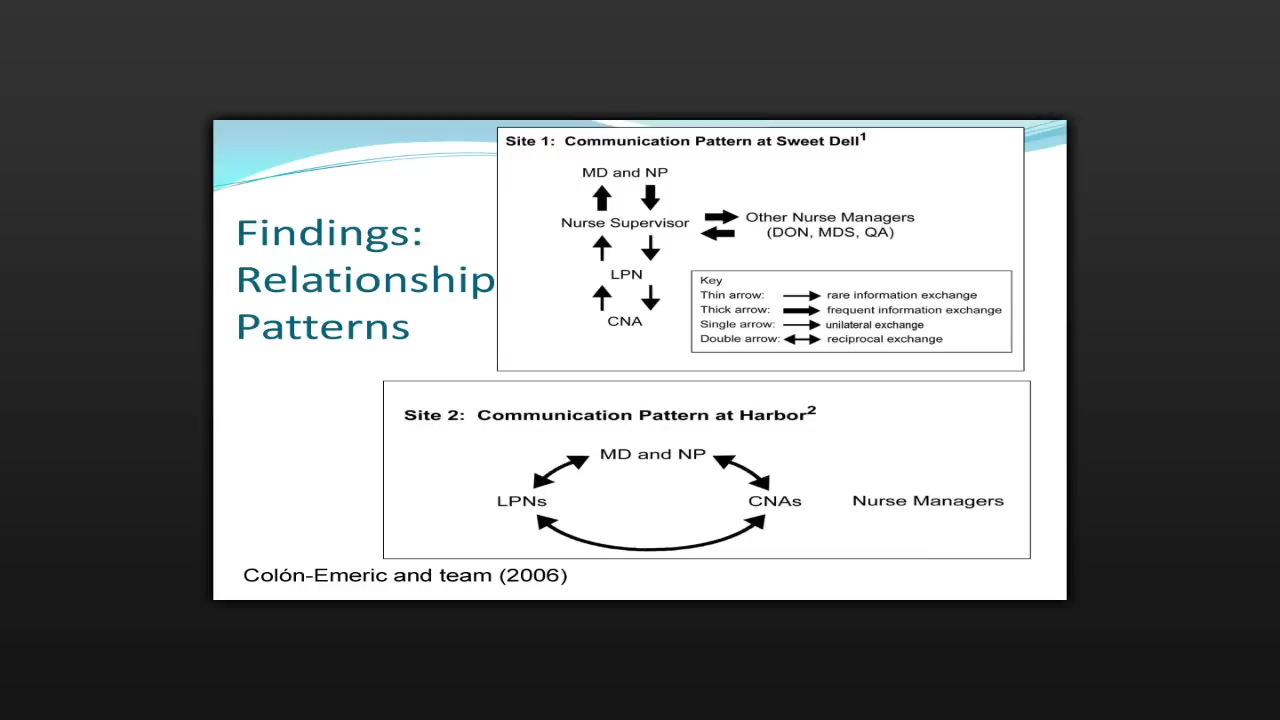 Findings:
Relationship
Patterns
Site 1:  Communication Pattern at Sweet Dell1
MD and NP
Nurse Supervisor
Other Nurse Managers
(DON, MDS, QA)
LPN
CNA
Key
Thin arrow: rare information exchange
Thick arrow: frequent information exchange
Single arrow: unilateral exchange
Double arrow: reciprocal exchange
Site 2:  Communication Pattern at Harbor2
MD and NP
LPNs CNAs Nurse Managers
Colón-Emeric and team (2006)